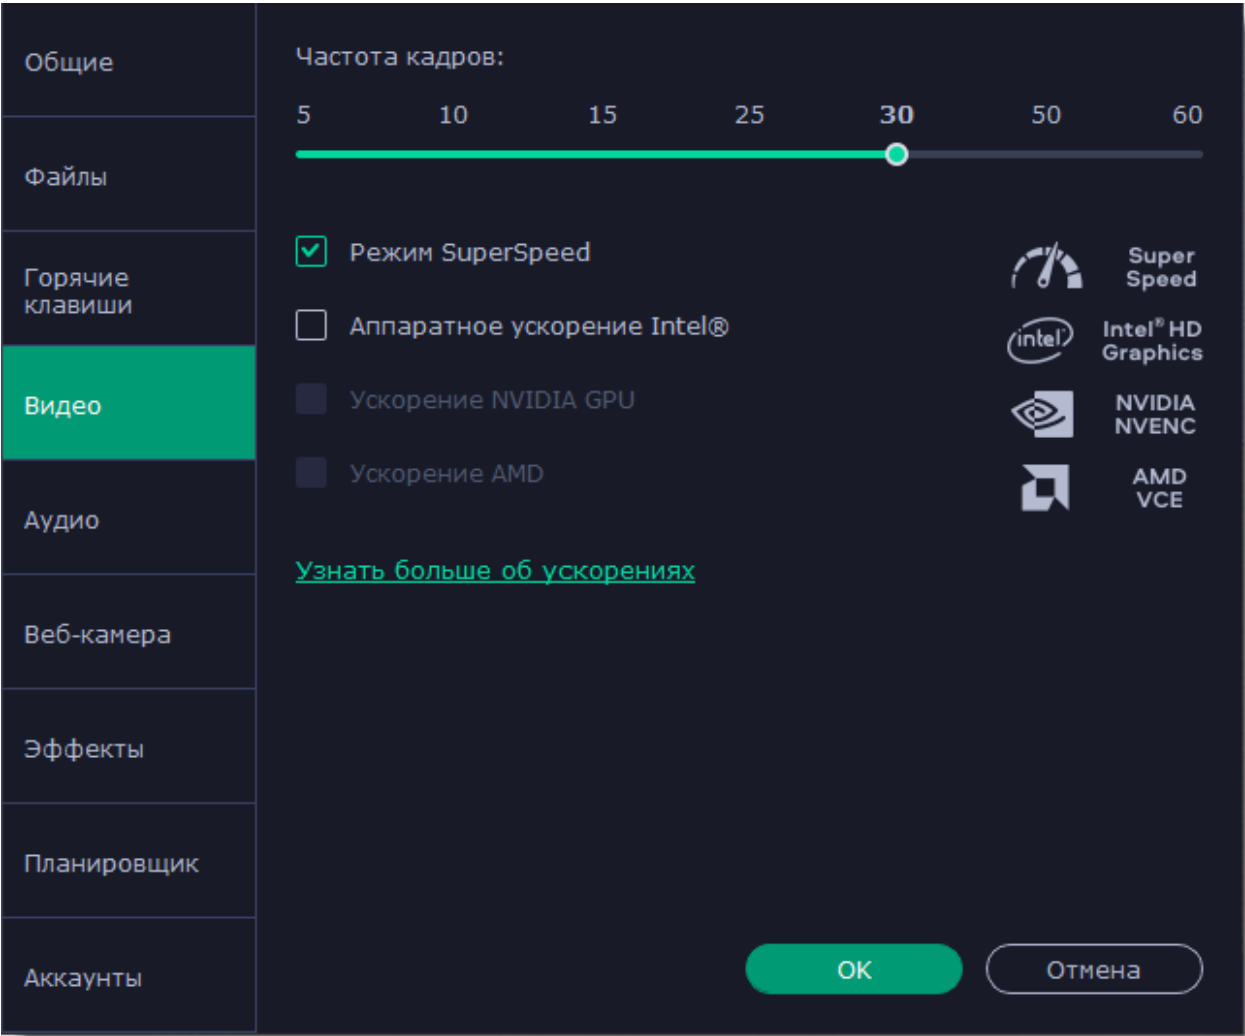 Общие
Файлы
Горячие
клавиши
Видео
Аудио
Веб-камера
Эффекты
Планировщик
Аккаунты
Частота кадров:
5 10 15 25 30 50 60
Режим SuperSpeed
Super
Speed
Аппаратное ускорение Intel®
intel
Intel® HD
Graphics
Ускорение NVIDIA GPU
NVIDIA
NVENC
Ускорение AMD
AMD
VCE
Узнать больше об ускорениях
OK
Отмена